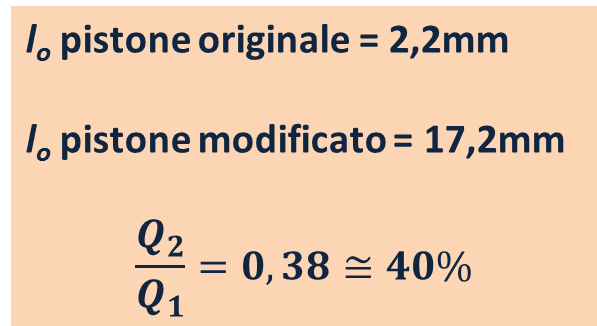 lₒ pistone originale = 2,2mm
lₒ pistone modificato = 17,2mm
Q₂/Q₁ = 0,38 ≅ 40%